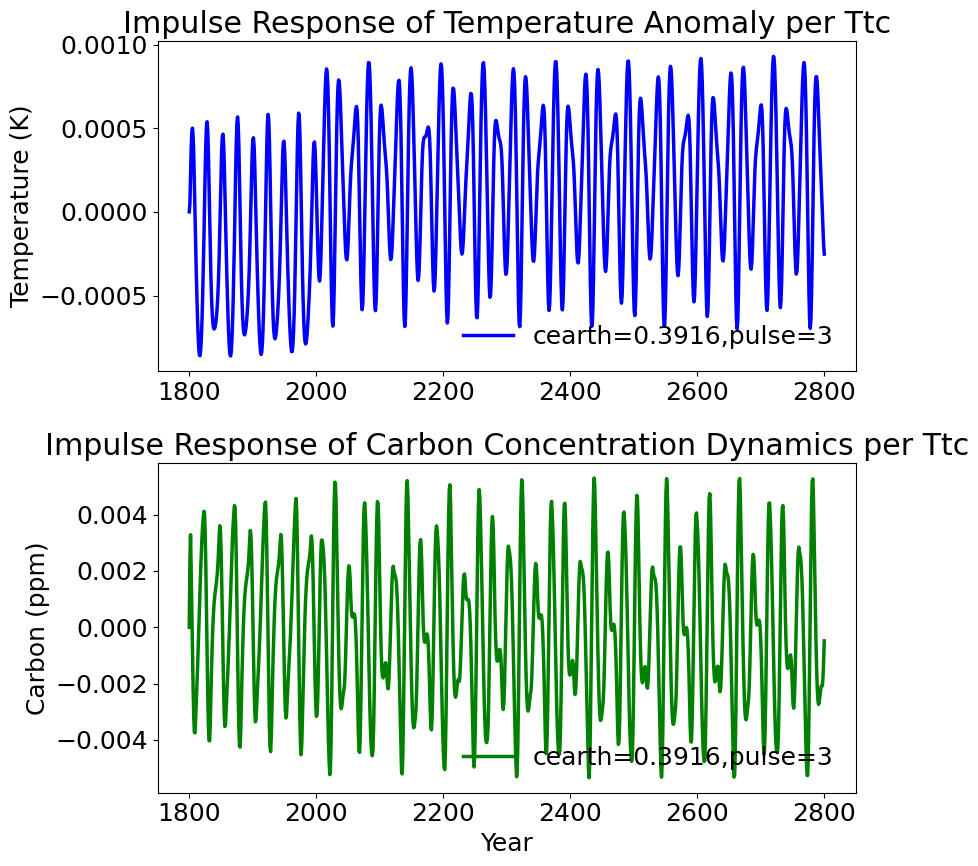 Impulse Response of Temperature Anomaly per Ttc
Temperature (K)
0.0010
0.0005
0.0000
−0.0005
cearth=0.3916,pulse=3
1800 2000 2200 2400 2600 2800
Impulse Response of Carbon Concentration Dynamics per Ttc
Carbon (ppm)
0.004
0.002
0.000
−0.002
−0.004
cearth=0.3916,pulse=3
1800 2000 2200 2400 2600 2800
Year